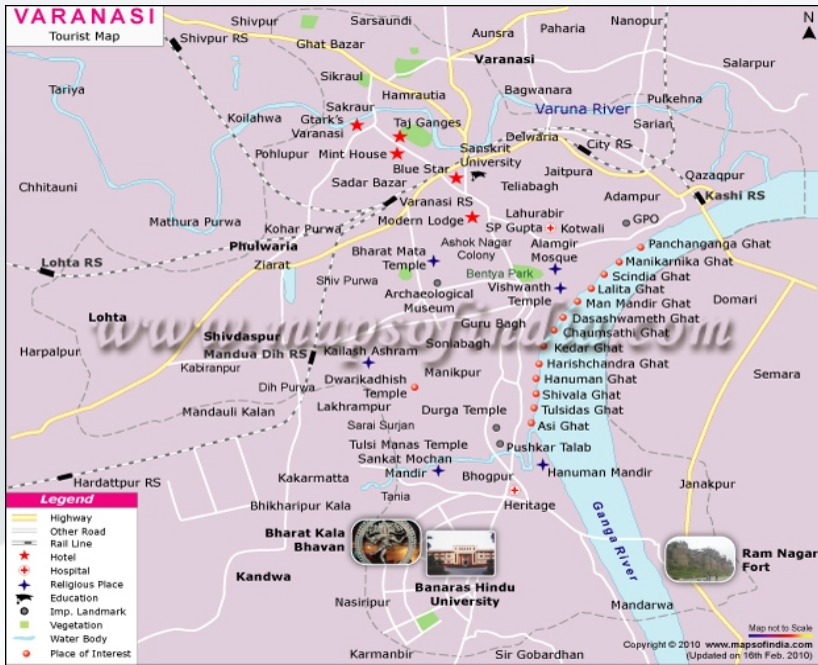 VARANASI
Tourist Map
Shivpur
Sarsaundi
Nanopur
N
Shivpur RS
Ghat Bazar
Aunsra
Paharia
Varanasi
Salarpur
Sikraul
Tariya
Hamrautia
Bagwanara
Pulkehna
Sakraur
Koilahwa
Gtark's
Varanasi
Taj Ganges
Varuna River
Sarian
Delwaria
City RS
Pohlupur
Mint House
Sanskrit
University
Blue Star
Jaitpura
Qazaqpur
Chhitauni
Sadar Bazar
Teliabagh
Adampur
Kashi RS
Varanasi RS
Mathura Purwa
Kohar Purwa
Modern Lodge
Lahurabir
GPO
SP Gupta
Kotwali
Phulwaria
Ashok Nagar
Colony
Alamgir
Mosque
Panchanganga Ghat
Bharat Mata
Temple
Lohta RS
Ziarat
Manikarnika Ghat
Bentya Park
Scindia Ghat
Shiv Purwa
Vishwanth
Temple
Lalita Ghat
Archaeological
Museum
Man Mandir Ghat
Domari
Lohta
Guru Bagh
Dasashwameth Ghat
www.mapsofindia.com
Chaumsathi Ghat
Shivdaspur
Sonlabagh
Kedar Ghat
Harpalpur
Mandua Dih RS
Kailash Ashram
Kabiranpur
Harishchandra Ghat
Manikpur
Semara
Dih Purwa
Dwarikadhish
Temple
Hanuman Ghat
Shivala Ghat
Mandauli Kalan
Lakhrampur
Durga Temple
Tulsidas Ghat
Sarai Surjan
Asi Ghat
Tulsi Manas Temple
Pushkar Talab
Sankat Mochan
Mandir
Hanuman Mandir
Hardattpur RS
Kakarmatta
Bhogpur
Janakpur
Tania
Heritage
Bhikharipur Kala
Ganga River
Bharat Kala
Bhavan
Ram Nagar
Fort
Kandwa
Banaras Hindu
University
Nasiripur
Mandarwa
Karmanbir
Sir Gobardhan
Legend
Highway
Other Road
Rail Line
Hotel
Hospital
Religious Place
Education
Imp. Landmark
Vegetation
Water Body
Place of Interest
Map not to Scale
Copyright © 2010 www.mapsofindia.com
(Updated on 16th Feb. 2010)